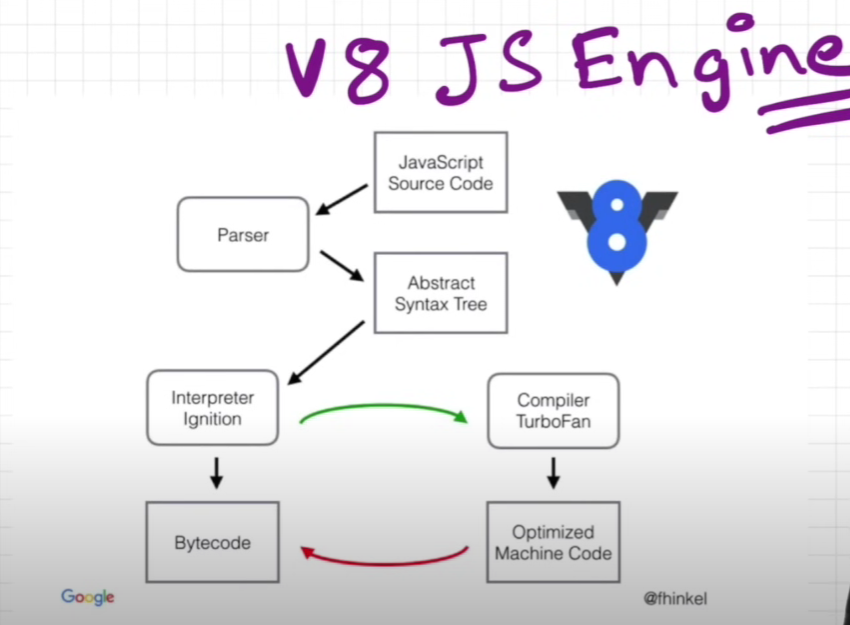 V8 JS Engine
JavaScript
Source Code
Parser
Abstract
Syntax Tree
Interpreter
Ignition
Compiler
TurboFan
Bytecode
Optimized
Machine Code
Google
@fhinkel